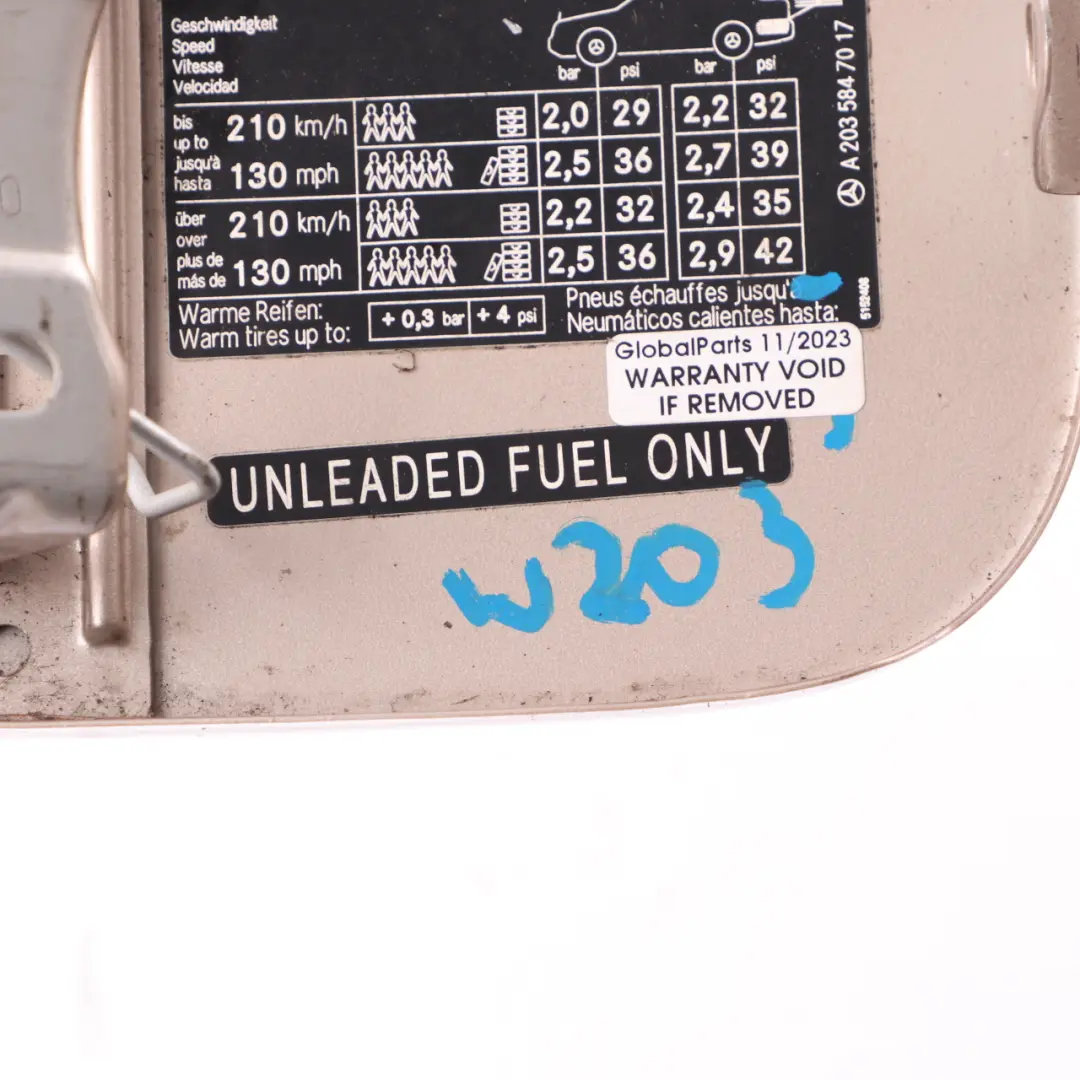 Geschwindigkeit
Speed
Vitesse
Velocidad
bar psi bar psi
bis
up to
jusqu'à
hasta
210 km/h
130 mph
2,0 29 2,2 32
2,5 36 2,7 39
über
over
plus de
más de
210 km/h
130 mph
2,2 32 2,4 35
2,5 36 2,9 42
Warme Reifen:
Warm tires up to:
+ 0,3 bar + 4 psi
Pneus échauffes jusqu'
Neumáticos calientes hasta:
A 203 584 70 17
GlobalParts 11/2023
WARRANTY VOID
IF REMOVED
UNLEADED FUEL ONLY
W203